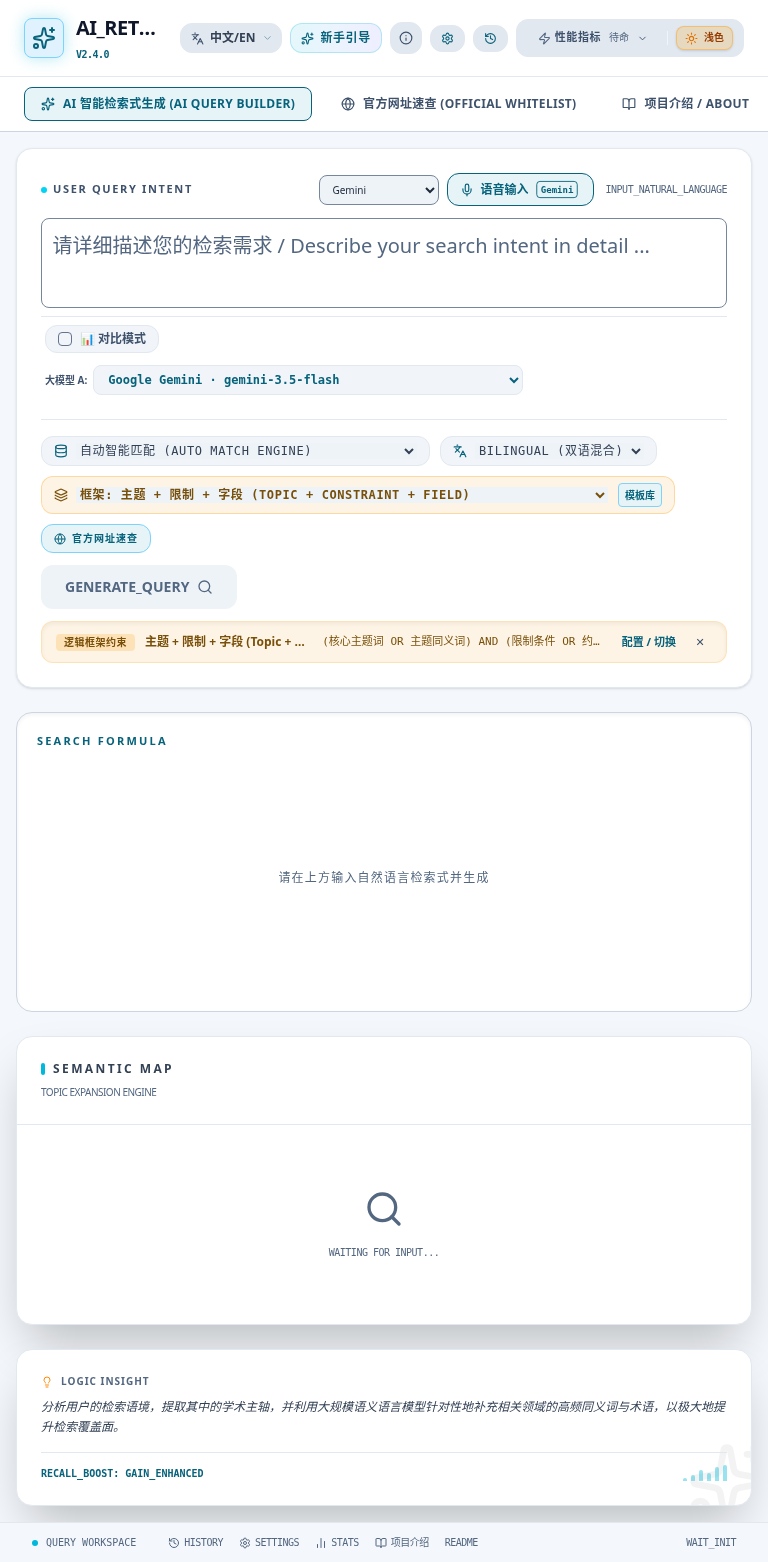 AI_RET...
V2.4.0
中文/EN
新手引导
性能指标 待命
浅色
AI 智能检索式生成 (AI QUERY BUILDER)
官方网址速查 (OFFICIAL WHITELIST)
项目介绍 / ABOUT
USER QUERY INTENT
Gemini
语音输入 Gemini
INPUT_NATURAL_LANGUAGE
请详细描述您的检索需求 / Describe your search intent in detail ...
📊 对比模式
大模型 A: Google Gemini · gemini-3.5-flash
自动智能匹配 (AUTO MATCH ENGINE)
BILINGUAL (双语混合)
框架: 主题 + 限制 + 字段 (TOPIC + CONSTRAINT + FIELD)
模板库
官方网址速查
GENERATE_QUERY
逻辑框架约束 主题 + 限制 + 字段 (Topic + ... (核心主题词 OR 主题同义词) AND (限制条件 OR 约… 配置 / 切换 ✕
SEARCH FORMULA
请在上方输入自然语言检索式并生成
SEMANTIC MAP
TOPIC EXPANSION ENGINE
WAITING FOR INPUT...
LOGIC INSIGHT
分析用户的检索语境，提取其中的学术主轴，并利用大规模语义语言模型针对性地补充相关领域的高频同义词与术语，以极大地提
升检索覆盖面。
RECALL_BOOST: GAIN_ENHANCED
QUERY WORKSPACE
HISTORY
SETTINGS
STATS
项目介绍
README
WAIT_INIT